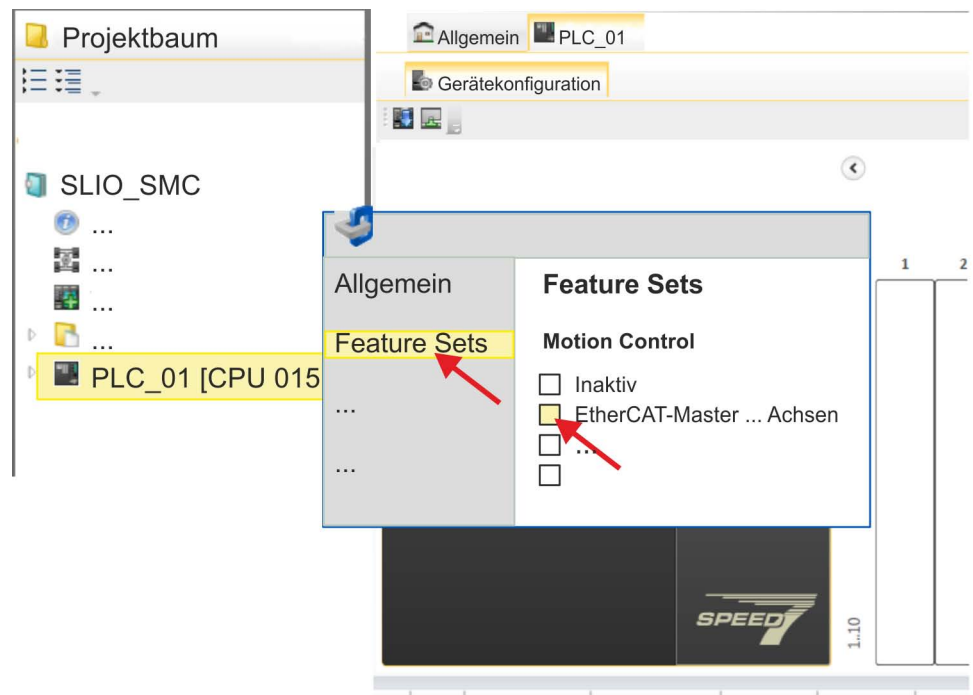 Projektbaum
SLIO_SMC
...
...
...
...
PLC_01 [CPU 015
Allgemein
PLC_01
Gerätekonfiguration
Allgemein
Feature Sets
...
...
Feature Sets
Motion Control
Inaktiv
EtherCAT-Master ... Achsen
...
1
2
SPEED7
1..10